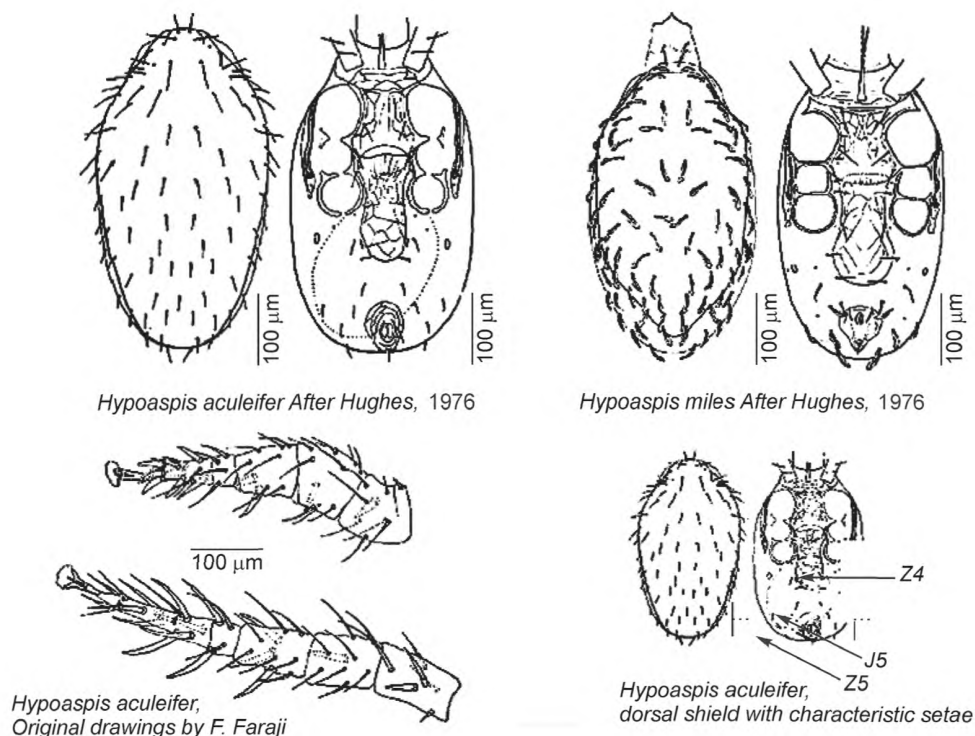 100 μm
100 μm
100 μm
100 μm
Hypoaspis aculeifer After Hughes, 1976
Hypoaspis miles After Hughes, 1976
100 μm
Z4
J5
Z5
Hypoaspis aculeifer,
Original drawings by F. Faraji
Hypoaspis aculeifer,
dorsal shield with characteristic setae